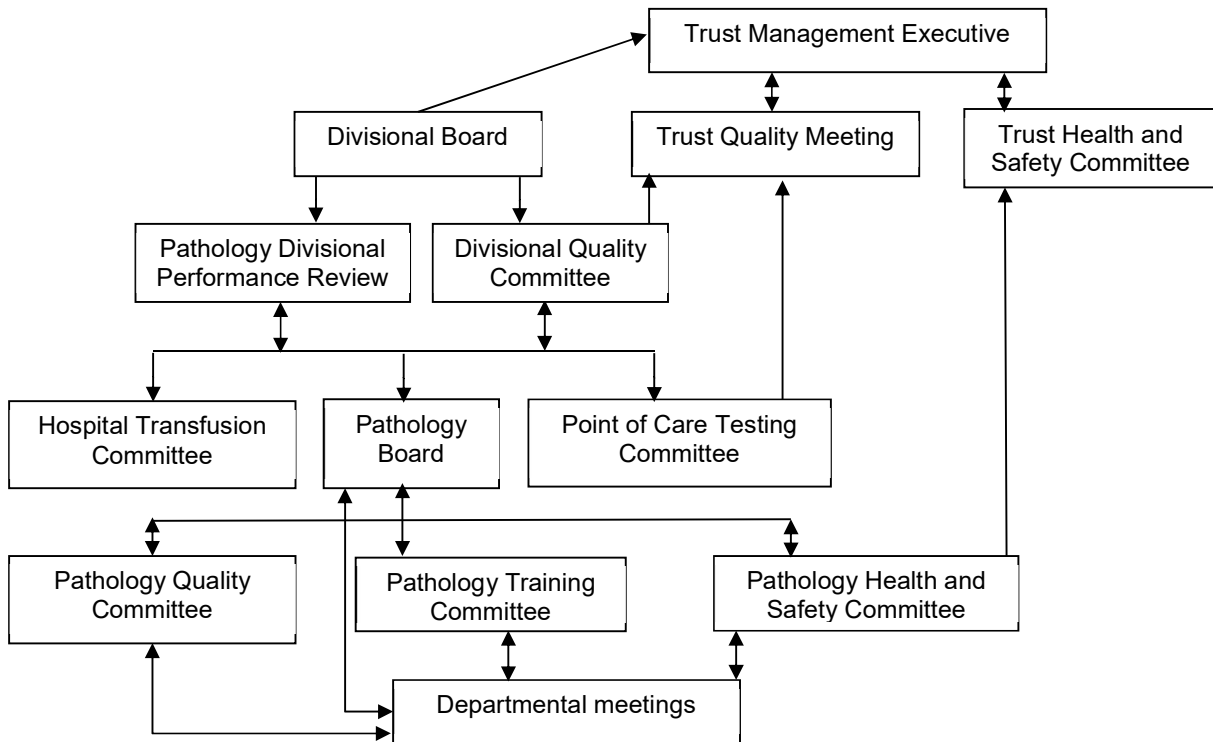 Trust Management Executive
Divisional Board
Trust Quality Meeting
Trust Health and
Safety Committee
Pathology Divisional
Performance Review
Divisional Quality
Committee
Hospital Transfusion
Committee
Pathology
Board
Point of Care Testing
Committee
Pathology Quality
Committee
Pathology Training
Committee
Pathology Health and
Safety Committee
Departmental meetings